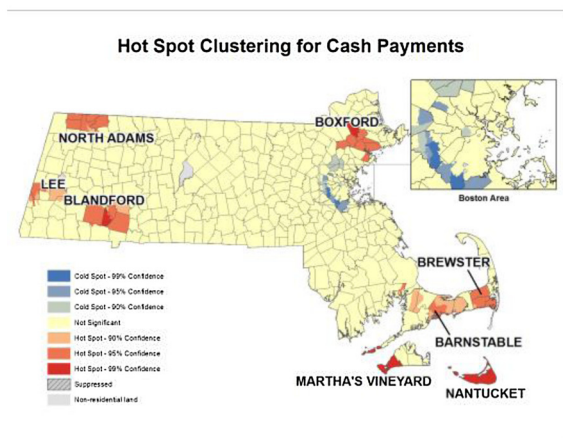 Hot Spot Clustering for Cash Payments
BOXFORD
NORTH ADAMS
Boston Area
LEE
BLANDFORD
BREWSTER
Cold Spot - 99% Confidence
Cold Spot - 95% Confidence
Cold Spot - 90% Confidence
Not Significant
Hot Spot - 90% Confidence
Hot Spot - 95% Confidence
Hot Spot - 99% Confidence
Suppressed
Non-residential land
BARNSTABLE
MARTHA'S VINEYARD
NANTUCKET